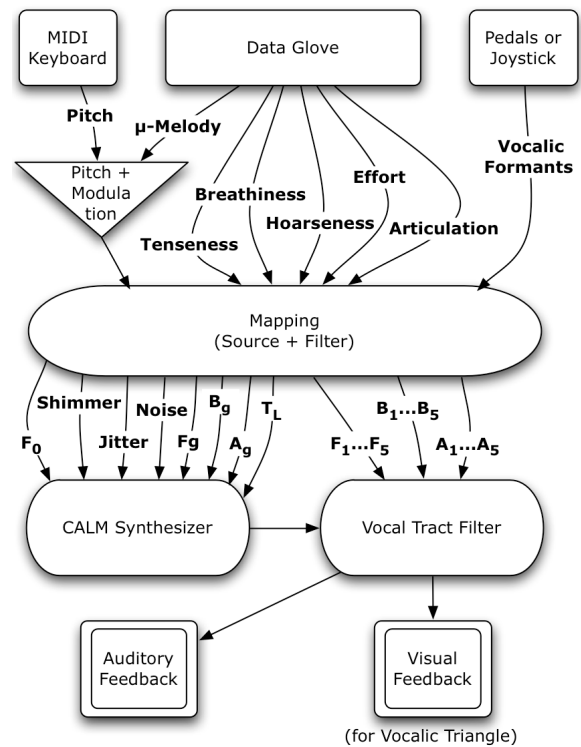 MIDI
Keyboard
Data Glove
Pedals or
Joystick
Pitch
μ-Melody
Vocalic
Formants
Pitch +
Modula
tion
Effort
Breathiness
Hoarseness
Articulation
Tenseness
Mapping
(Source + Filter)
Shimmer
Noise
Bg
TL
B1...B5
F0
Jitter
Fg
Ag
F1...F5
A1...A5
CALM Synthesizer
Vocal Tract Filter
Auditory
Feedback
Visual
Feedback
(for Vocalic Triangle)